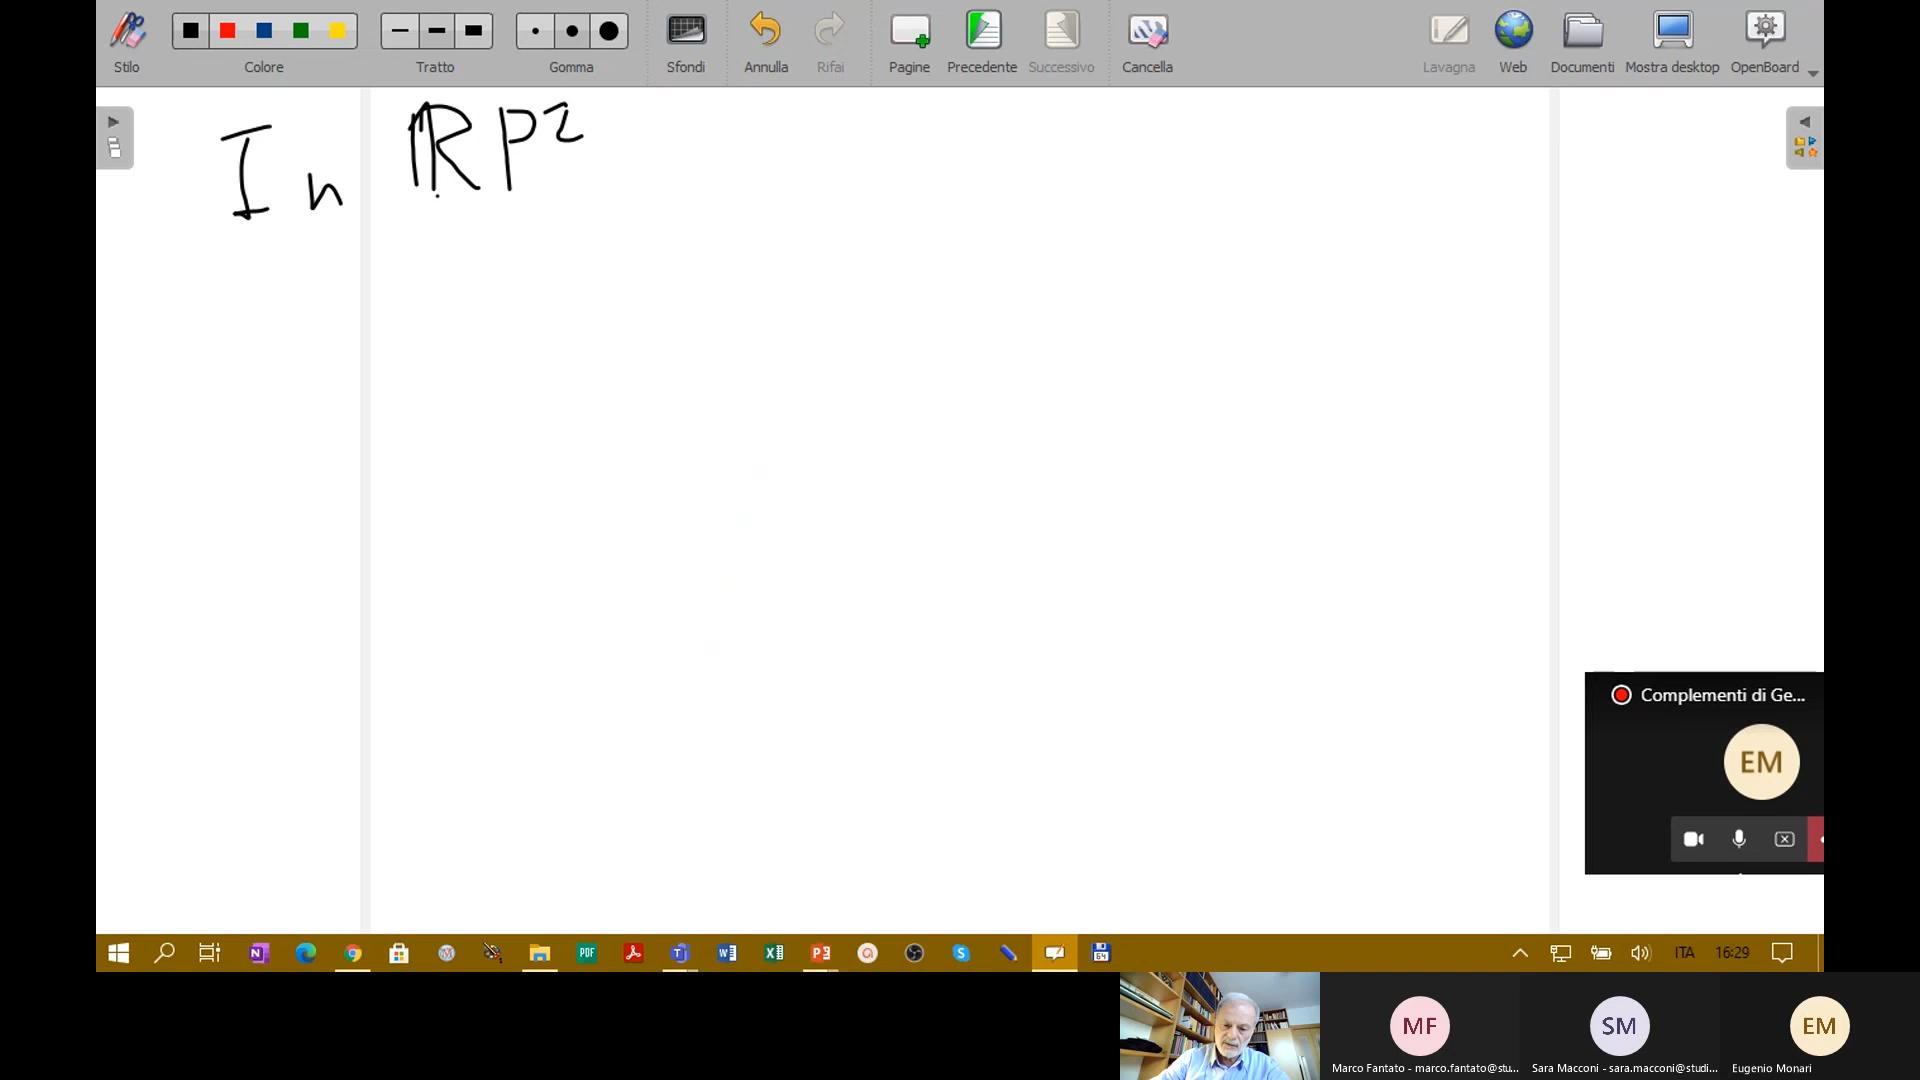 Stilo Colore Tratto Gomma Sfondi Annulla Rifai Pagine Precedente Successivo Cancella Lavagna Web Documenti Mostra desktop OpenBoard
In ℝP²
Complementi di Ge...
EM
ITA 16:29
MF SM EM
Marco Fantato - marco.fantato@stu... Sara Macconi - sara.macconi@studi... Eugenio Monari